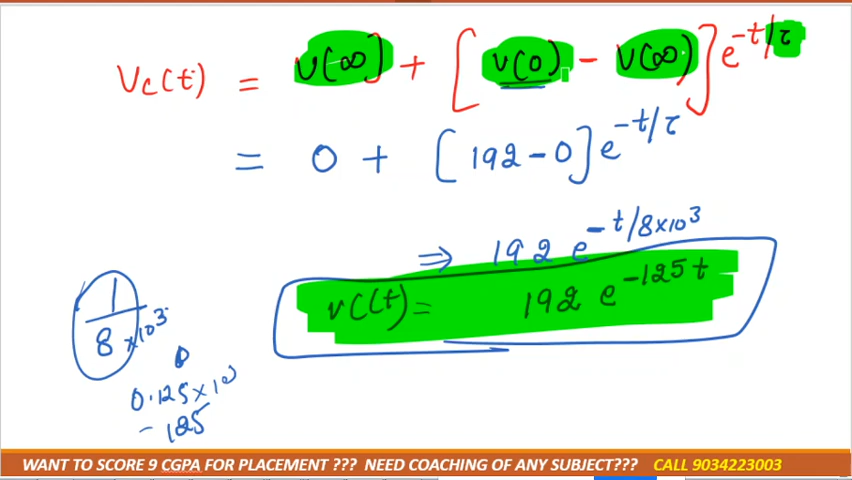 Vc(t) = v(∞) + [v(0) - v(∞)] e^-t/τ
= 0 + [192-0] e^-t/τ
⇒ 192 e^-t/8×10^3
vc(t) = 192 e^-125t
1
8 ×10^3
0.125×10
125
WANT TO SCORE 9 CGPA FOR PLACEMENT ??? NEED COACHING OF ANY SUBJECT??? CALL 9034223003